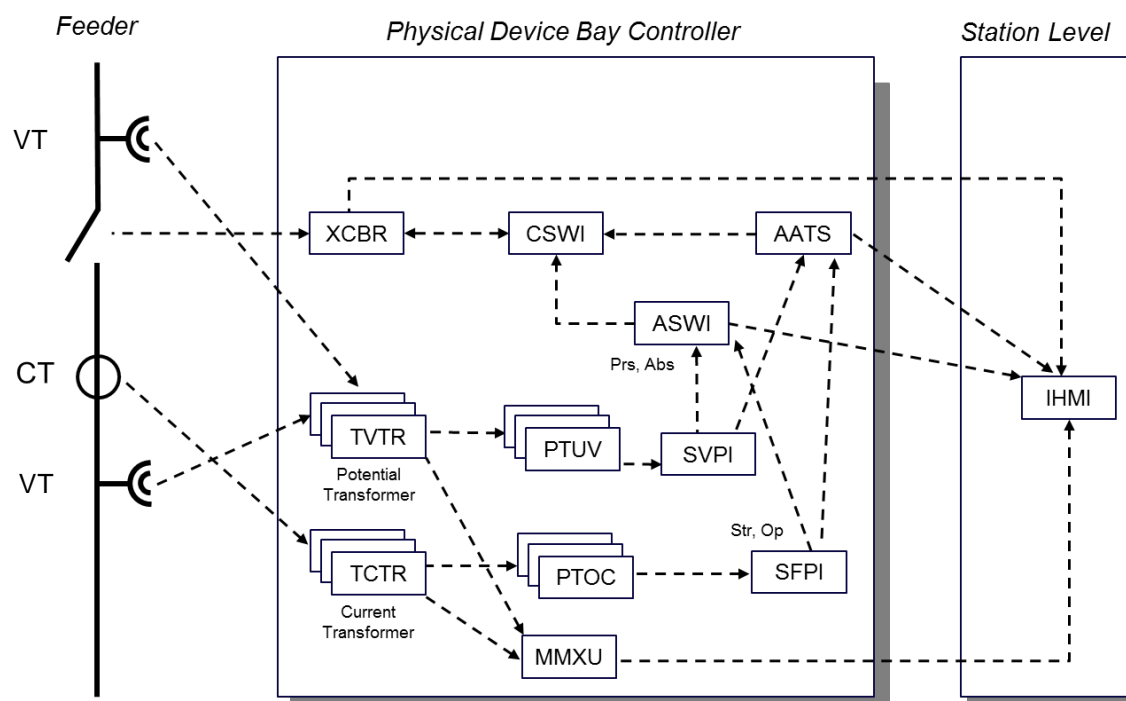 Feeder
Physical Device Bay Controller
Station Level
VT
XCBR
CSWI
AATS
ASWI
Prs, Abs
CT
IHMI
TVTR
PTUV
SVPI
Potential
Transformer
VT
Str, Op
TCTR
PTOC
SFPI
Current
Transformer
MMXU